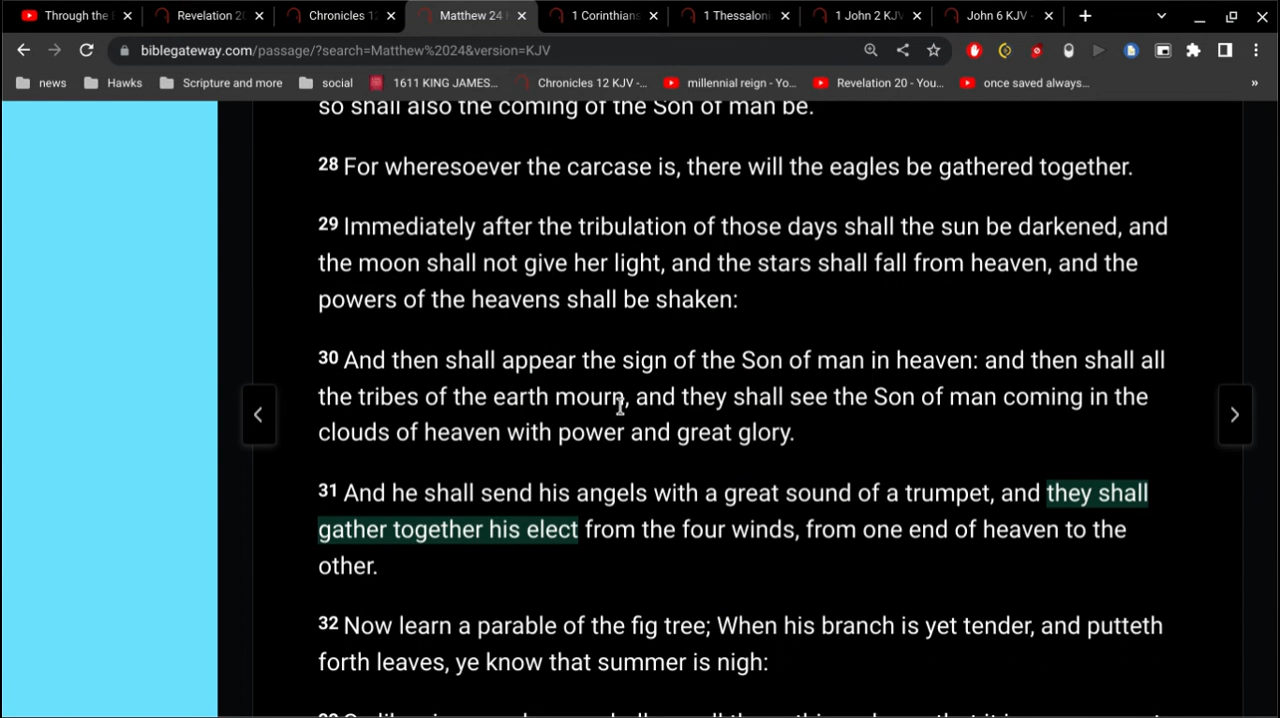 Through the
Revelation 20
Chronicles 12
Matthew 24
1 Corinthians
1 Thessaloni
1 John 2 KJV
John 6 KJV -
biblegateway.com/passage/?search=Matthew%2024&version=KJV
news
Hawks
Scripture and more
social
1611 KING JAMES...
Chronicles 12 KJV -...
millennial reign - Yo...
Revelation 20 - You...
once saved always...
»
so shall also the coming of the Son of man be.
28 For wheresoever the carcase is, there will the eagles be gathered together.
29 Immediately after the tribulation of those days shall the sun be darkened, and
the moon shall not give her light, and the stars shall fall from heaven, and the
powers of the heavens shall be shaken:
30 And then shall appear the sign of the Son of man in heaven: and then shall all
the tribes of the earth mourn, and they shall see the Son of man coming in the
clouds of heaven with power and great glory.
31 And he shall send his angels with a great sound of a trumpet, and they shall
gather together his elect from the four winds, from one end of heaven to the
other.
32 Now learn a parable of the fig tree; When his branch is yet tender, and putteth
forth leaves, ye know that summer is nigh: